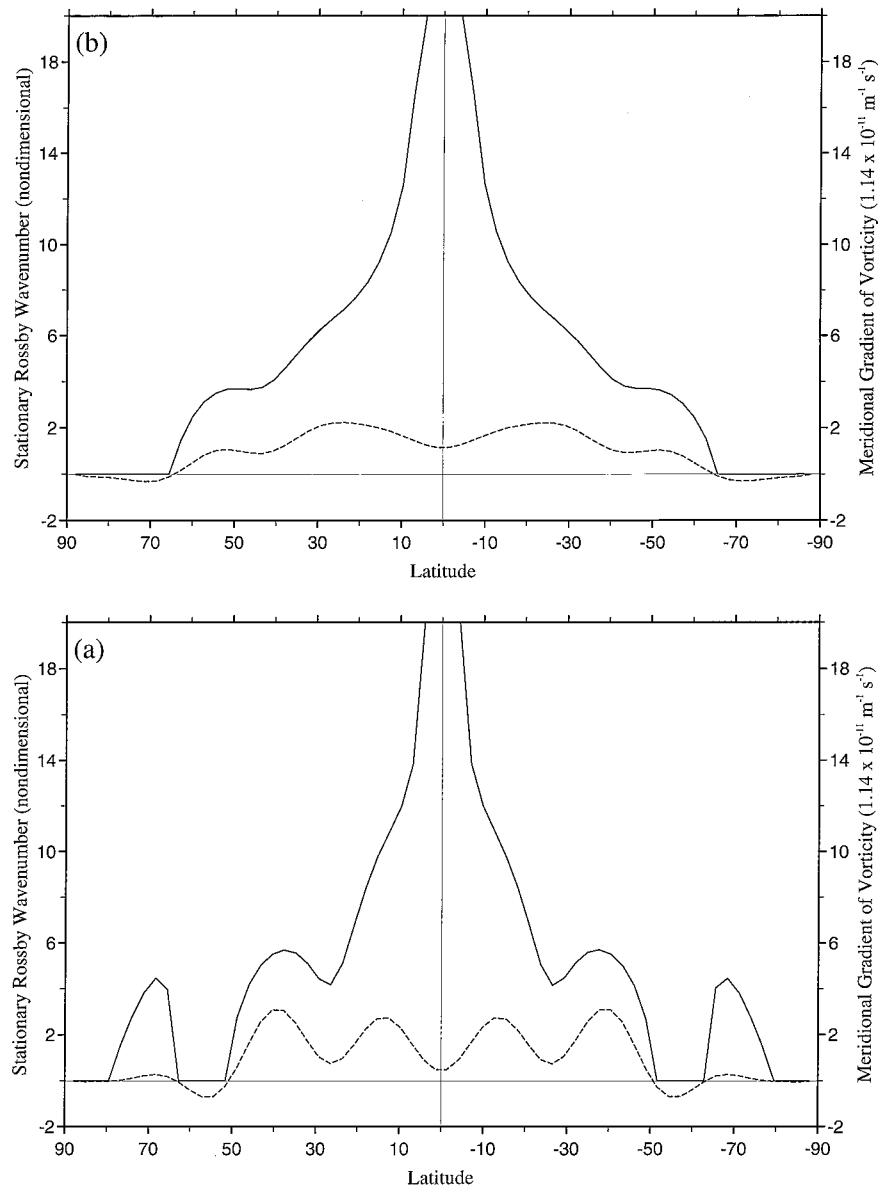 (b)
Stationary Rossby Wavenumber (nondimensional)
18
14
10
6
2
-2
90 70 50 30 10 -10 -30 -50 -70 -90
Latitude
18
14
10
6
2
-2
Meridional Gradient of Vorticity (1.14 x 10⁻¹¹ m⁻¹ s⁻¹)
(a)
Stationary Rossby Wavenumber (nondimensional)
18
14
10
6
2
-2
90 70 50 30 10 -10 -30 -50 -70 -90
Latitude
18
14
10
6
2
-2
Meridional Gradient of Vorticity (1.14 x 10⁻¹¹ m⁻¹ s⁻¹)